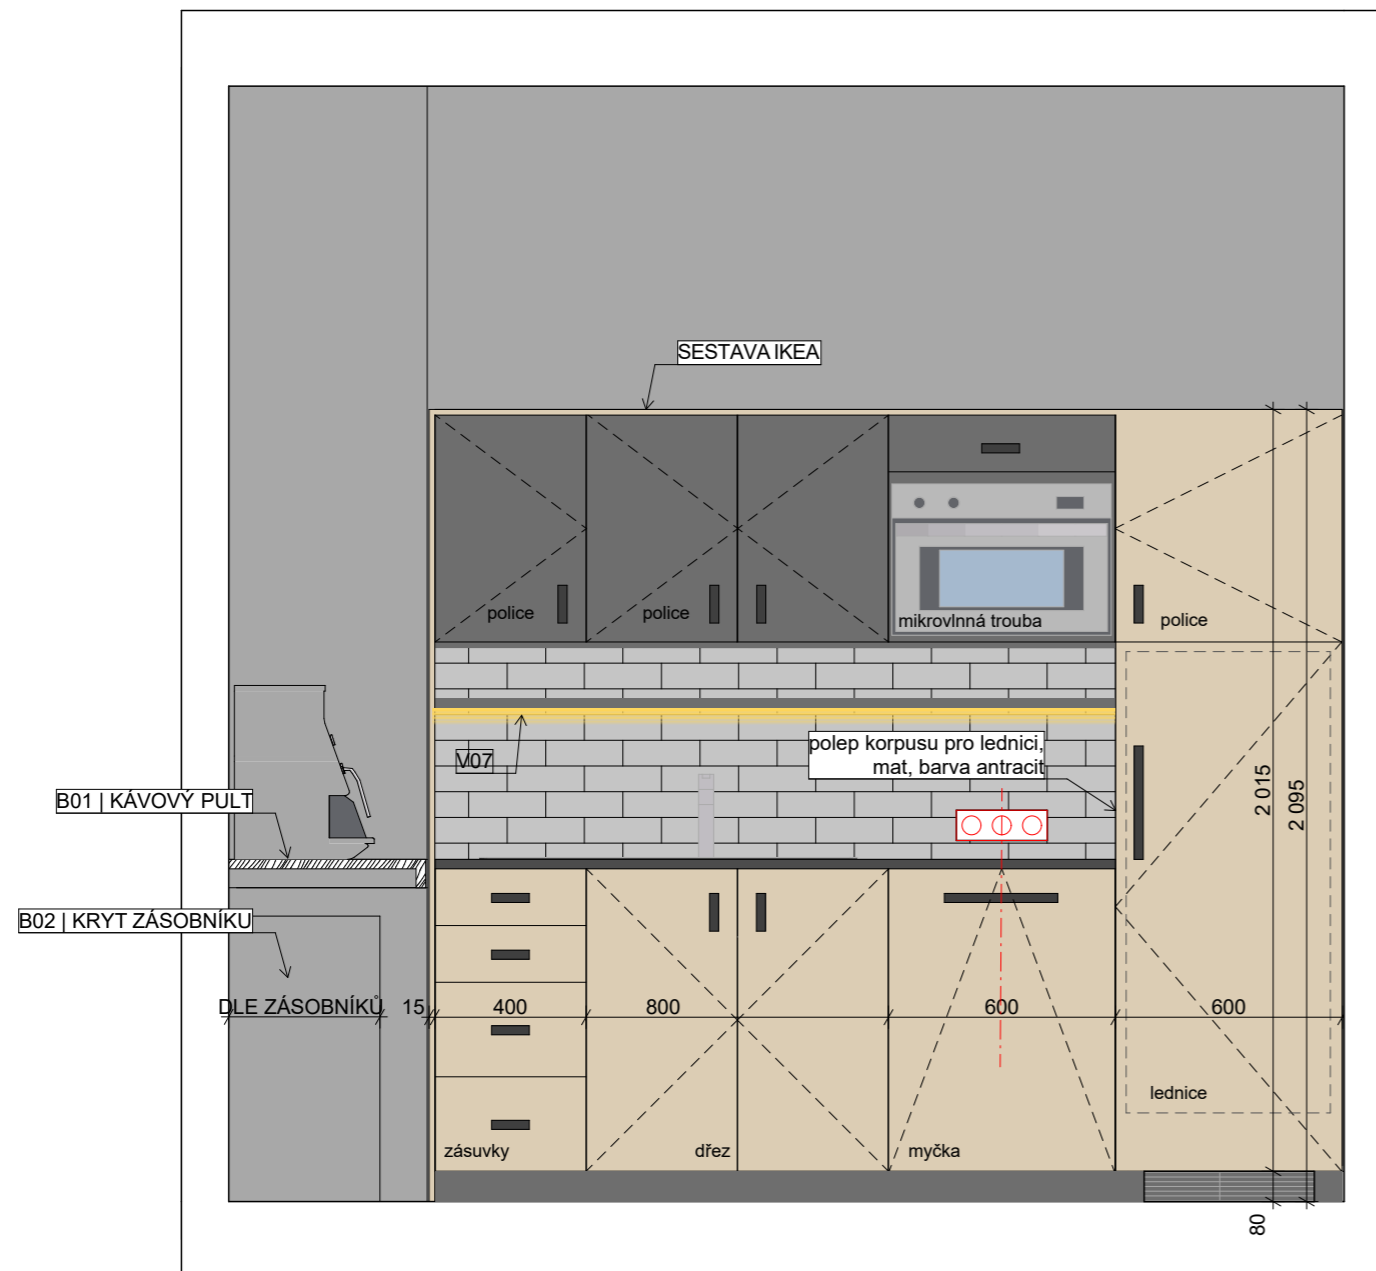 SESTAVA IKEA
police
police
mikrovlnná trouba
police
V07
polep korpusu pro lednici,
mat, barva antracit
2 015
2 095
B01 | KÁVOVÝ PULT
B02 | KRYT ZÁSOBNÍKU
DLE ZÁSOBNÍKŮ
15
400
800
600
600
lednice
zásuvky
dřez
myčka
80